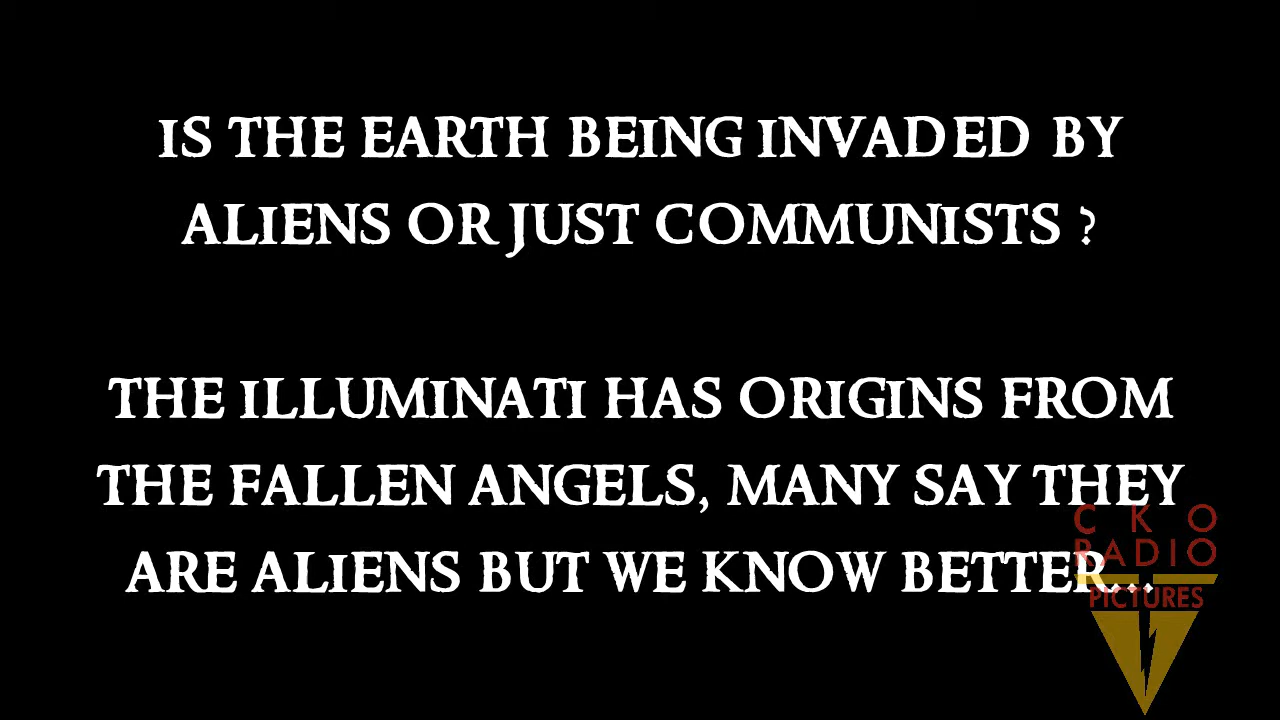 IS THE EARTH BEING INVADED BY
ALIENS OR JUST COMMUNISTS ?
THE ILLUMINATI HAS ORIGINS FROM
THE FALLEN ANGELS, MANY SAY THEY
ARE ALIENS BUT WE KNOW BETTER...
CKO
RADIO
PICTURES